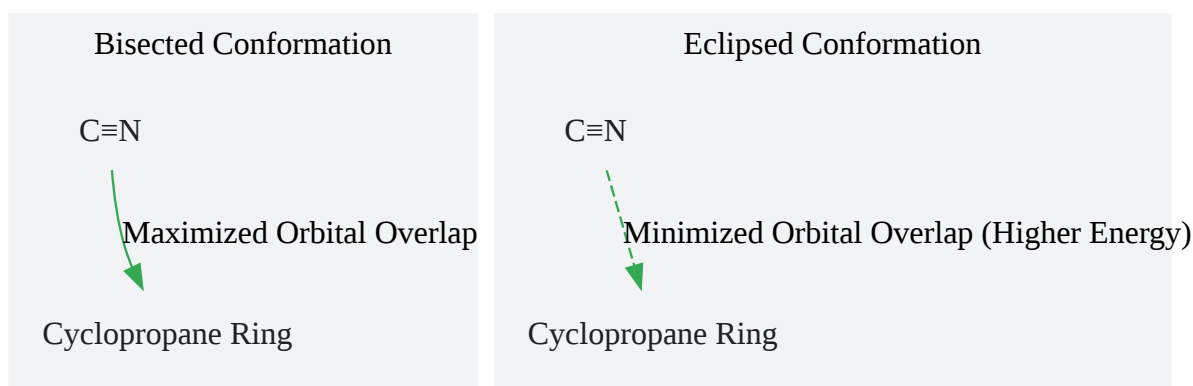 Bisected Conformation
C≡N
Maximized Orbital Overlap
Cyclopropane Ring
Eclipsed Conformation
C≡N
Minimized Orbital Overlap (Higher Energy)
Cyclopropane Ring